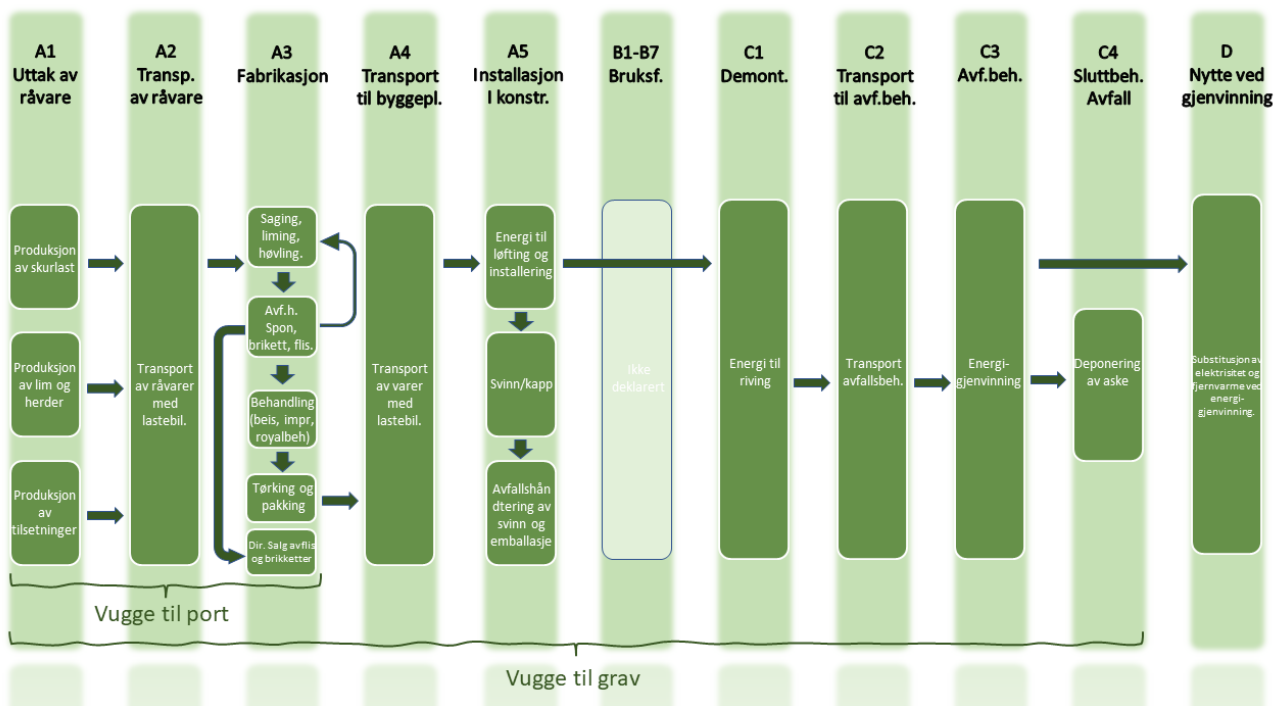 A1
Uttak av
råvare
A2
Transp.
av råvare
A3
Fabrikasjon
A4
Transport
til byggepl.
A5
Installasjon
I konstr.
B1-B7
Bruksf.
C1
Demont.
C2
Transport
til avf.beh.
C3
Avf.beh.
C4
Sluttbeh.
Avfall
D
Nytte ved
gjenvinning
Produksjon
av skurlast
Produksjon
av lim og
herder
Produksjon
av
tilsetninger
Transport
av råvarer
med
lastebil.
Saging,
liming,
høvling.
Avf.h.
Spon,
brikett, flis.
Behandling
(beis, impr,
royalbeh)
Tørking og
pakking
Dir. Salg av flis
og briketter
Transport
av varer
med
lastebil.
Energi til
løfting og
installering
Svinn/kapp
Avfallshån
dtering av
svinn og
emballasje
Ikke
deklarert
Energi til
riving
Transport
avfallsbeh.
Energi-
gjenvinning
Deponering
av aske
Substitusjon av
elektrisitet og
fjernvarme ved
energi-
gjenvinning.
Vugge til port
Vugge til grav